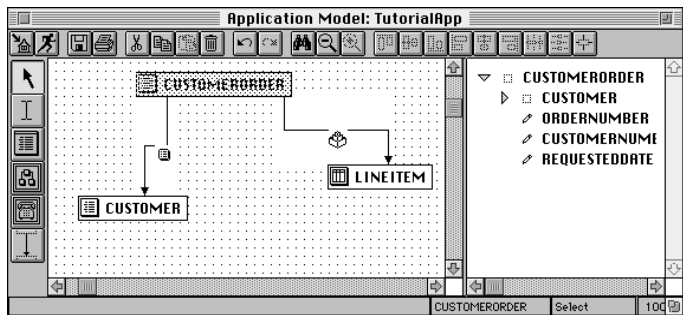 Application Model: TutorialApp
CUSTOMERORDER
LINEITEM
CUSTOMER
CUSTOMERORDER
CUSTOMER
ORDERNUMBER
CUSTOMERNUME
REQUESTEDDATE
CUSTOMERORDER
Select
100